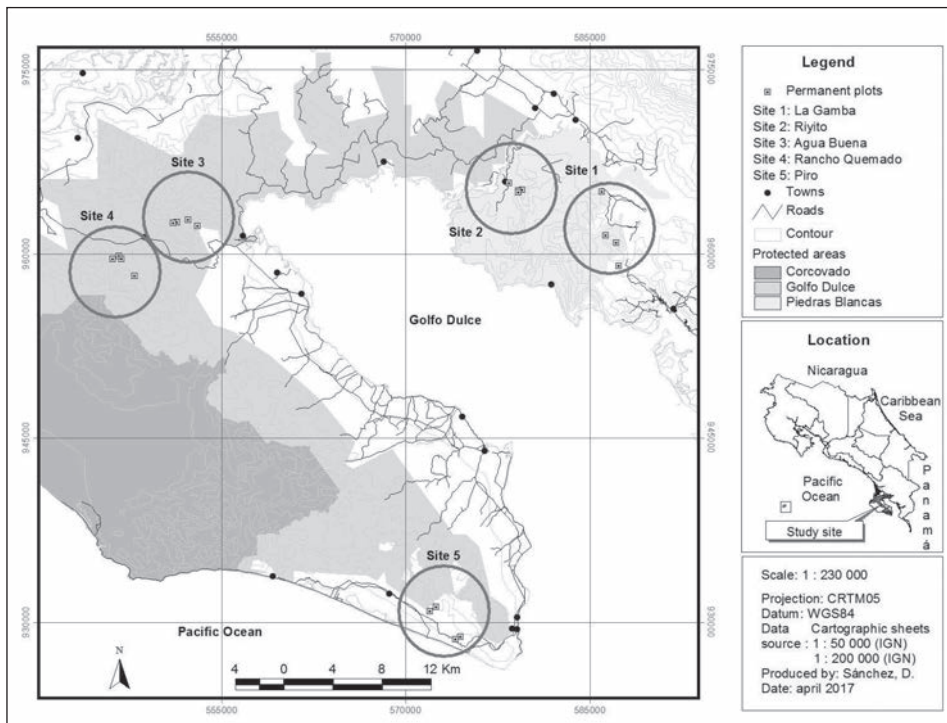 555000 570000 585000
975000
960000
945000
930000
975000
960000
945000
930000
555000 570000 585000
Site 3
Site 4
Site 1
Site 2
Golfo Dulce
Site 5
Pacific Ocean
N
4 0 4 8 12 Km
Legend
Permanent plots
Site 1: La Gamba
Site 2: Riyito
Site 3: Agua Buena
Site 4: Rancho Quemado
Site 5: Piro
Towns
Roads
Contour
Protected areas
Corcovado
Golfo Dulce
Piedras Blancas
Location
Nicaragua
Caribbean
Sea
Pacific
Ocean
Panamá
Study site
Scale: 1 : 230 000
Projection: CRTM05
Datum: WGS84
Data Cartographic sheets
source : 1 : 50 000 (IGN)
1 : 200 000 (IGN)
Produced by: Sánchez, D.
Date: april 2017